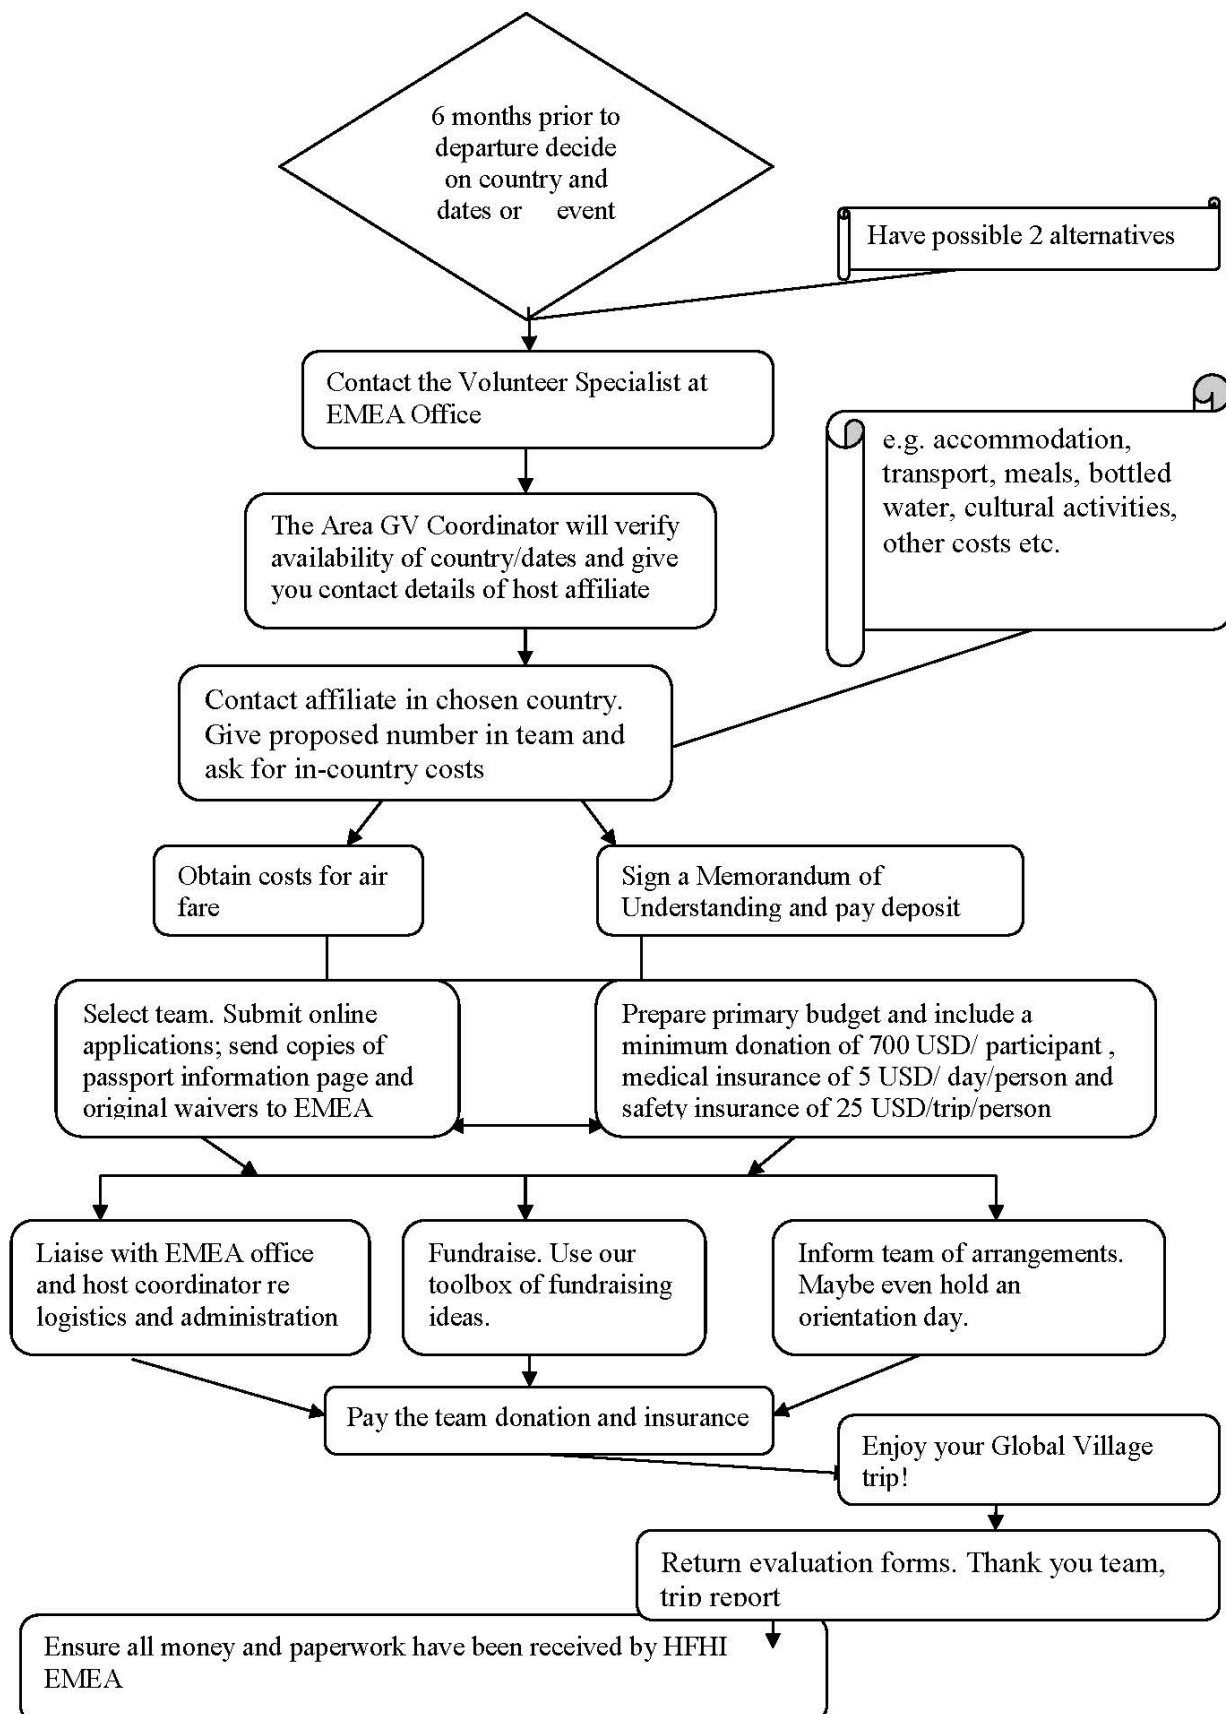 6 months prior to
departure decide
on country and
dates or event
Have possible 2 alternatives
Contact the Volunteer Specialist at
EMEA Office
e.g. accommodation,
transport, meals, bottled
water, cultural activities,
other costs etc.
The Area GV Coordinator will verify
availability of country/dates and give
you contact details of host affiliate
Contact affiliate in chosen country.
Give proposed number in team and
ask for in-country costs
Obtain costs for air
fare
Sign a Memorandum of
Understanding and pay deposit
Select team. Submit online
applications; send copies of
passport information page and
original waivers to EMEA
Prepare primary budget and include a
minimum donation of 700 USD/ participant ,
medical insurance of 5 USD/ day/person and
safety insurance of 25 USD/trip/person
Liaise with EMEA office
and host coordinator re
logistics and administration
Fundraise. Use our
toolbox of fundraising
ideas.
Inform team of arrangements.
Maybe even hold an
orientation day.
Pay the team donation and insurance
Enjoy your Global Village
trip!
Return evaluation forms. Thank you team,
trip report
Ensure all money and paperwork have been received by HFHI
EMEA